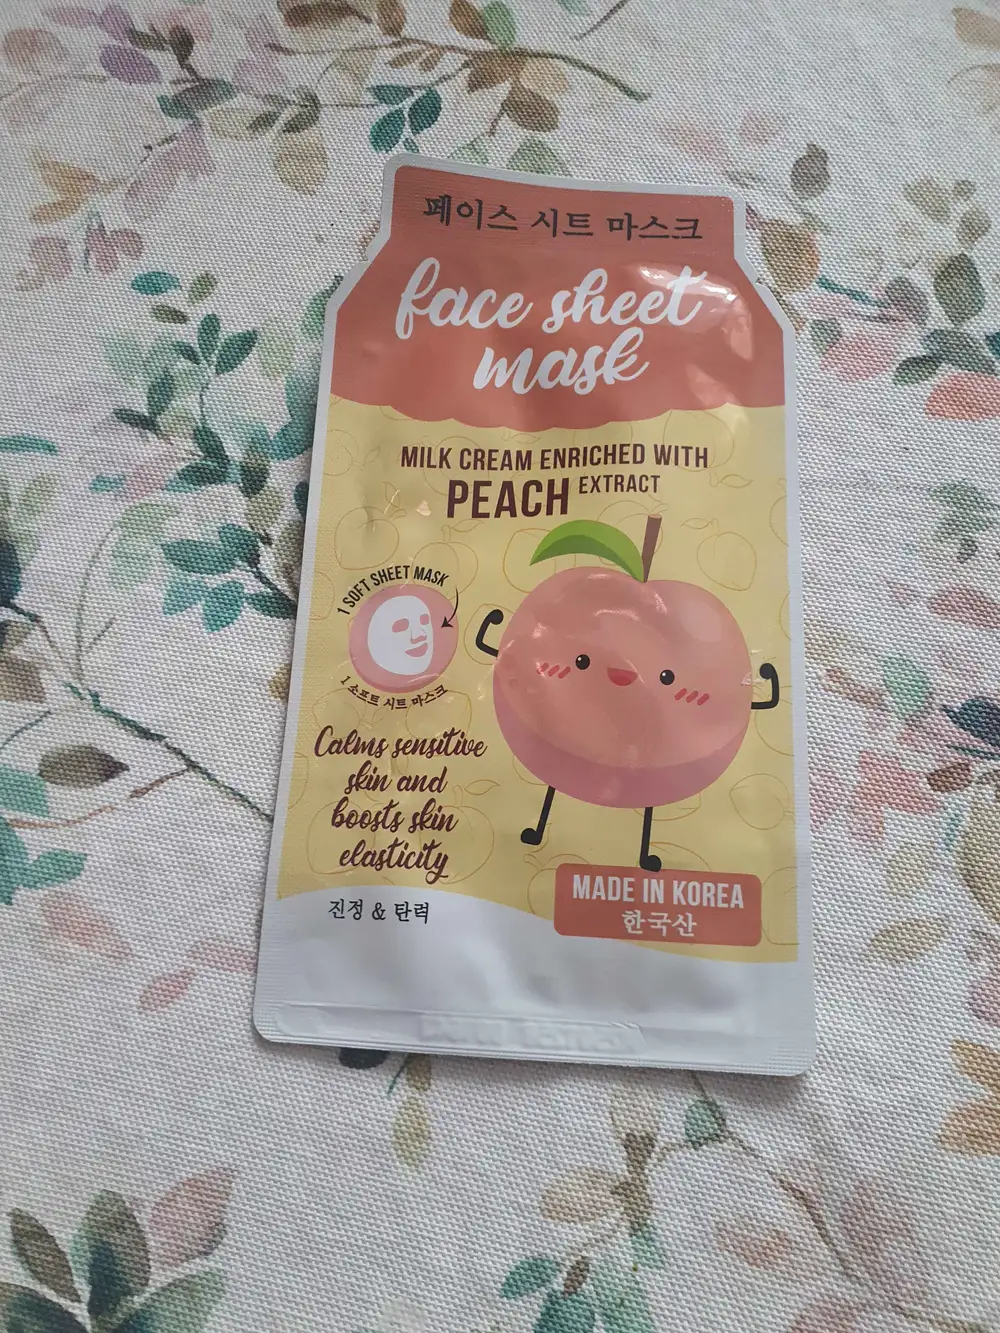 페이스 시트 마스크
face sheet
mask
MILK CREAM ENRICHED WITH
PEACH EXTRACT
1 SOFT SHEET MASK
1 소프트 시트 마스크
Calms sensitive
skin and
boosts skin
elasticity
진정 & 탄력
MADE IN KOREA
한국산